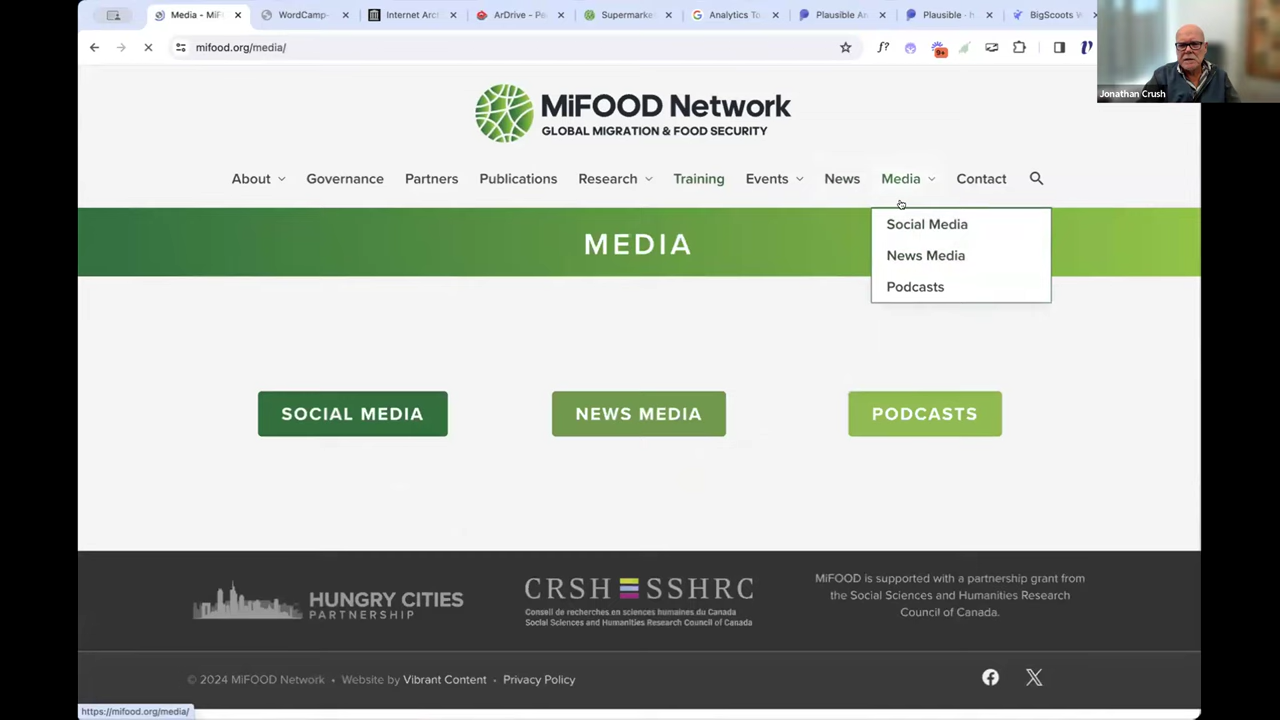 Media - MiF
WordCamp-
Internet Arc
ArDrive - Pe
Supermarke
Analytics To
Plausible An
Plausible · h
BigScoots W
mifood.org/media/
f?
9+
Jonathan Crush
MiFOOD Network
GLOBAL MIGRATION & FOOD SECURITY
About Governance Partners Publications Research Training Events News Media Contact
MEDIA
Social Media
News Media
Podcasts
SOCIAL MEDIA NEWS MEDIA PODCASTS
HUNGRY CITIES
PARTNERSHIP
CRSH SSHRC
Conseil de recherches en sciences humaines du Canada
Social Sciences and Humanities Research Council of Canada
MiFOOD is supported with a partnership grant from
the Social Sciences and Humanities Research
Council of Canada.
© 2024 MiFOOD Network • Website by Vibrant Content • Privacy Policy
https://mifood.org/media/